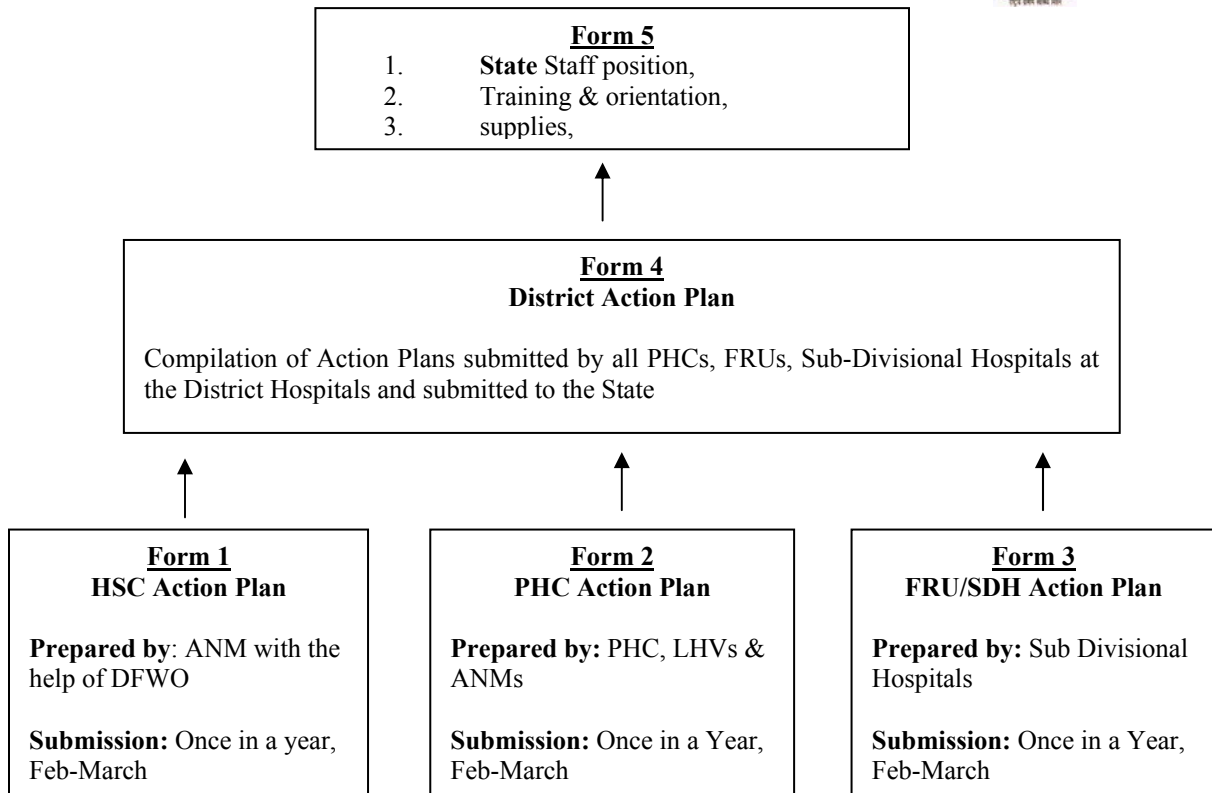 Form 5
1. State Staff position,
2. Training & orientation,
3. supplies,
Form 4
District Action Plan
Compilation of Action Plans submitted by all PHCs, FRUs, Sub-Divisional Hospitals at
the District Hospitals and submitted to the State
Form 1
HSC Action Plan
Prepared by: ANM with the
help of DFWO
Submission: Once in a year,
Feb-March
Form 2
PHC Action Plan
Prepared by: PHC, LHVs &
ANMs
Submission: Once in a Year,
Feb-March
Form 3
FRU/SDH Action Plan
Prepared by: Sub Divisional
Hospitals
Submission: Once in a Year,
Feb-March